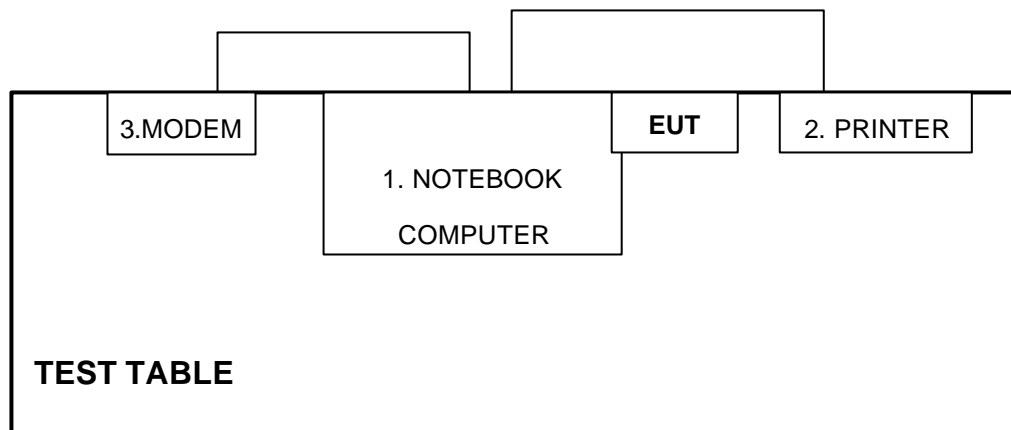 3.MODEM
EUT
2. PRINTER
1. NOTEBOOK
COMPUTER
TEST TABLE